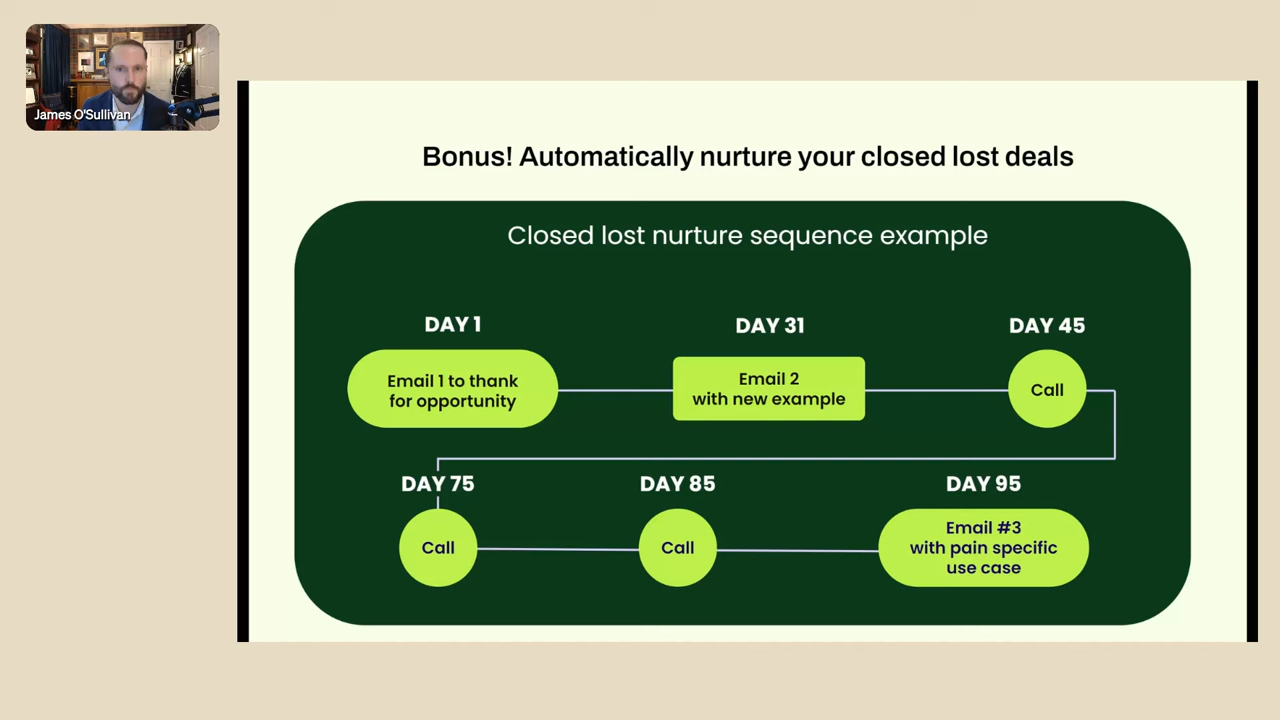 James O'Sullivan
Bonus! Automatically nurture your closed lost deals
Closed lost nurture sequence example
DAY 1
Email 1 to thank
for opportunity
DAY 31
Email 2
with new example
DAY 45
Call
DAY 75
Call
DAY 85
Call
DAY 95
Email #3
with pain specific
use case